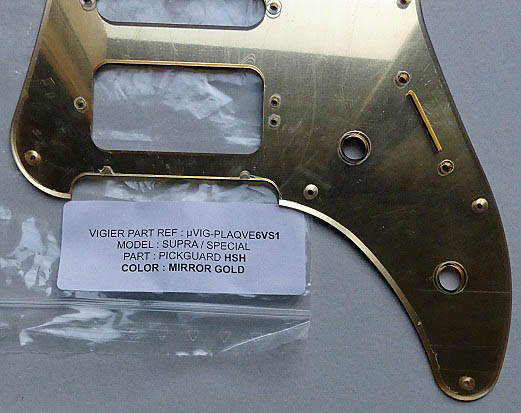 VIGIER PART REF : µVIG-PLAQVE6VS1
MODEL : SUPRA / SPECIAL
PART : PICKGUARD HSH
COLOR : MIRROR GOLD